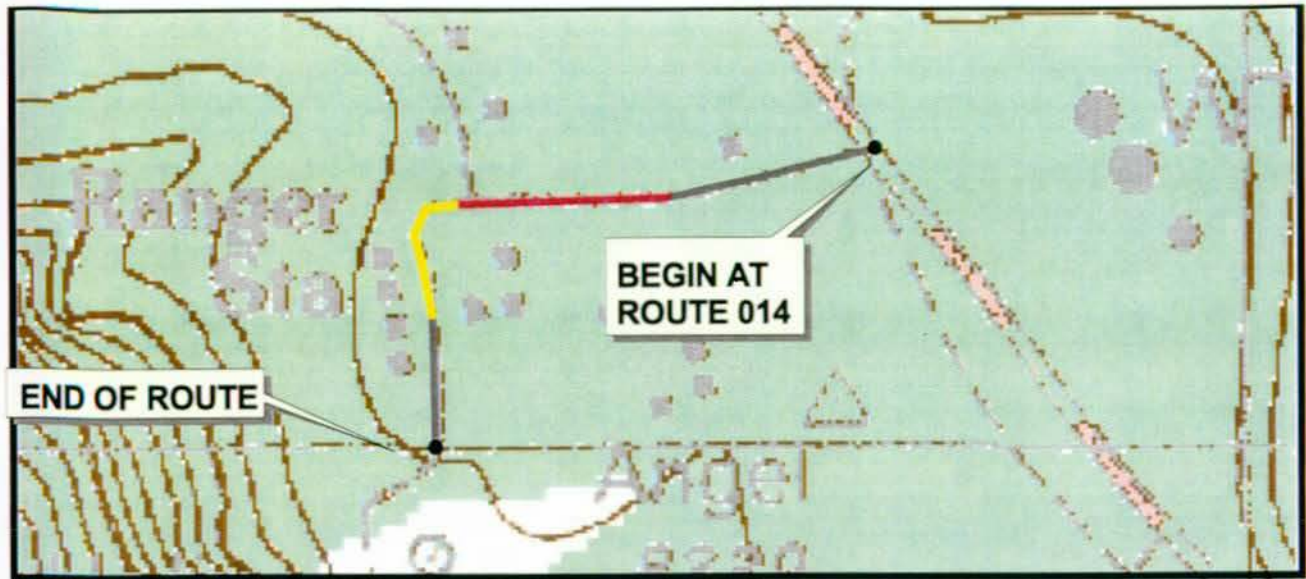 Ranger
Sta
BEGIN AT
ROUTE 014
END OF ROUTE
Angel